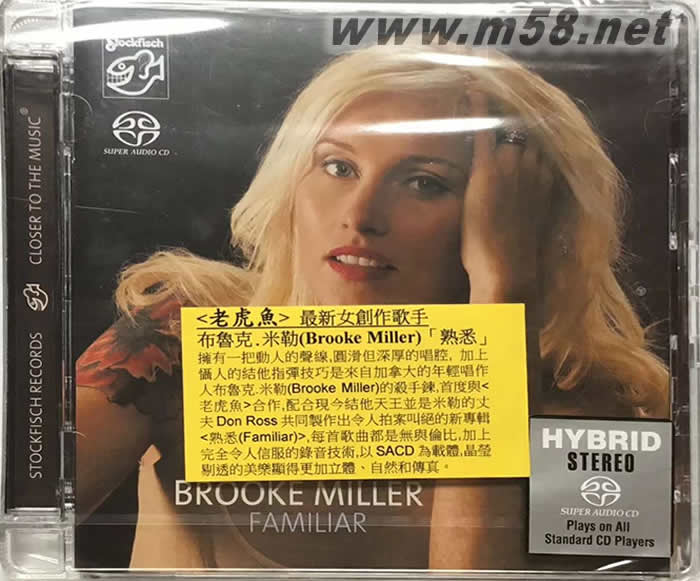 www.m58.net
Stockfisch
SUPER AUDIO CD
CLOSER TO THE MUSIC®
STOCKFISCH RECORDS
<老虎魚> 最新女創作歌手
布魯克.米勒(Brooke Miller)「熟悉」
擁有一把動人的聲線,圓滑但深厚的唱腔, 加上
懾人的結他指彈技巧是來自加拿大的年輕唱作
人布魯克.米勒(Brooke Miller)的殺手鍊,首度與<
老虎魚>合作,配合現今結他天王並是米勒的丈
夫Don Ross共同製作出令人拍案叫絕的新專輯
<熟悉(Familiar)>,每首歌曲都是無與倫比,加上
完全令人信服的錄音技術,以SACD為載體,晶瑩
剔透的美樂顯得更加立體、自然和傳真。
BROOKE MILLER
FAMILIAR
HYBRID
STEREO
SUPER AUDIO CD
Plays on All
Standard CD Players